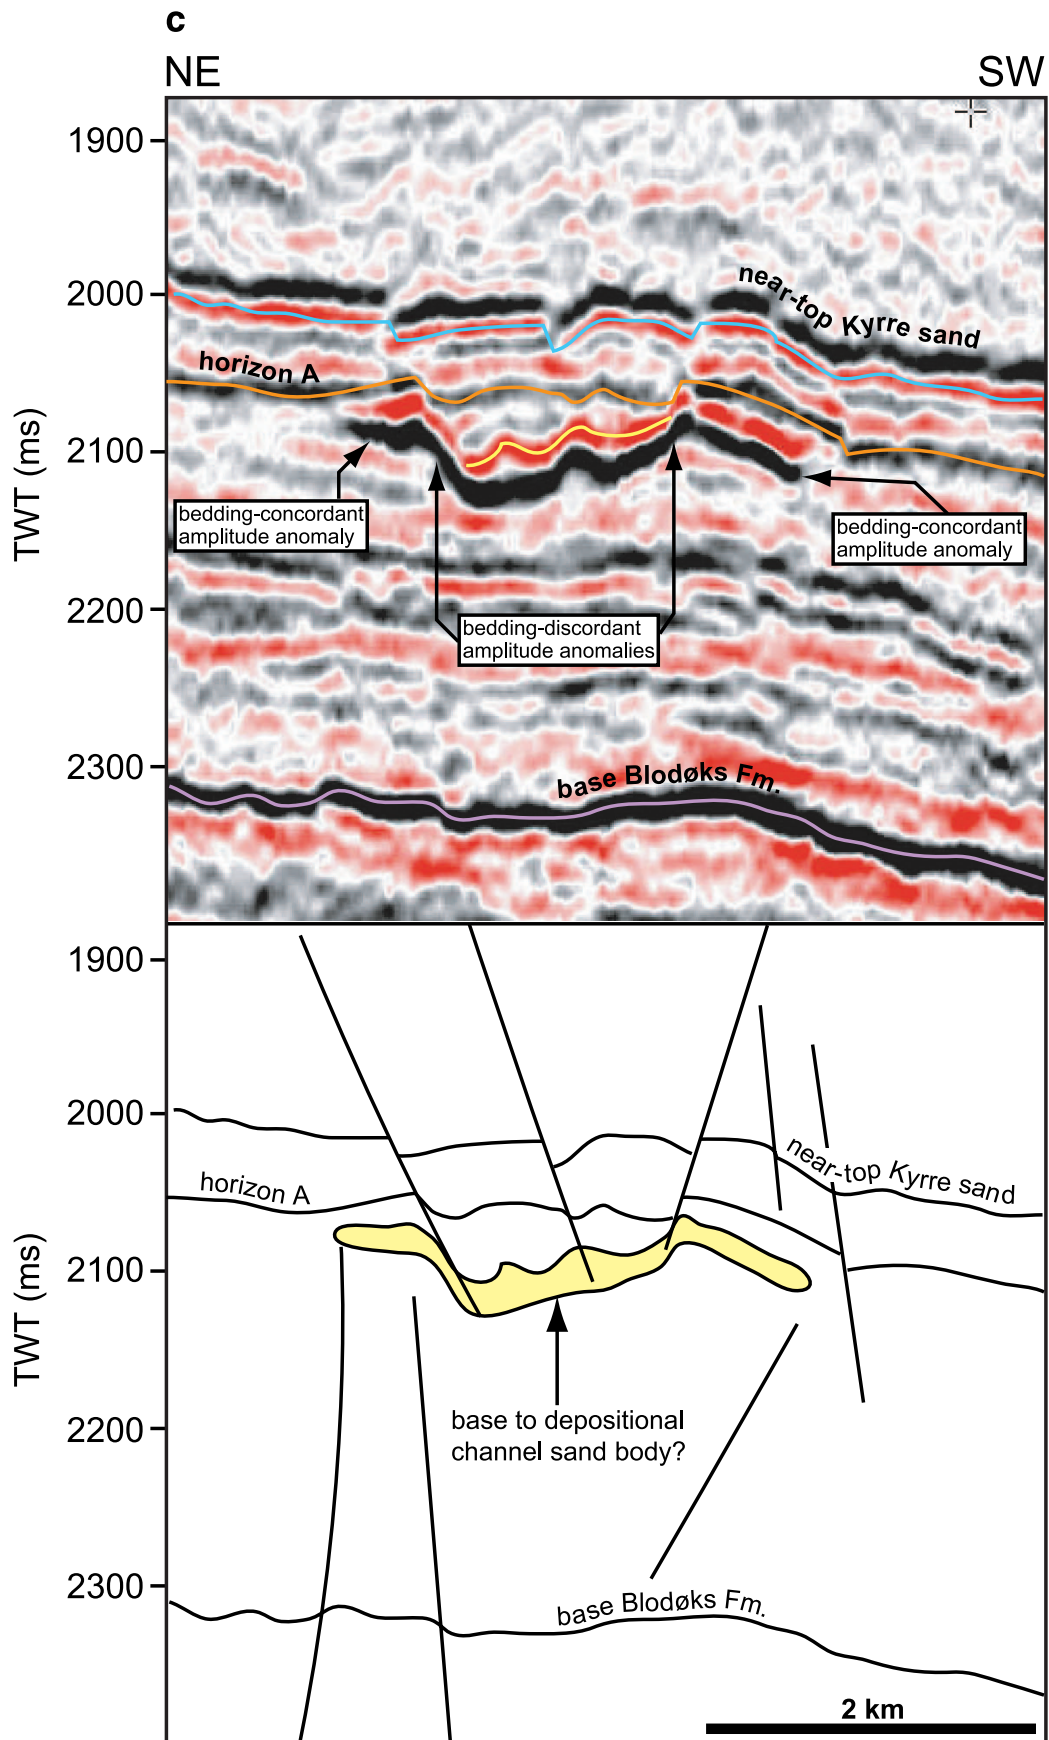 c
NE
SW
1900
2000
2100
2200
2300
TWT (ms)
near-top Kyrre sand
horizon A
bedding-concordant
amplitude anomaly
bedding-concordant
amplitude anomaly
bedding-discordant
amplitude anomalies
base Blodøks Fm.
1900
2000
2100
2200
2300
TWT (ms)
near-top Kyrre sand
horizon A
base to depositional
channel sand body?
base Blodøks Fm.
2 km